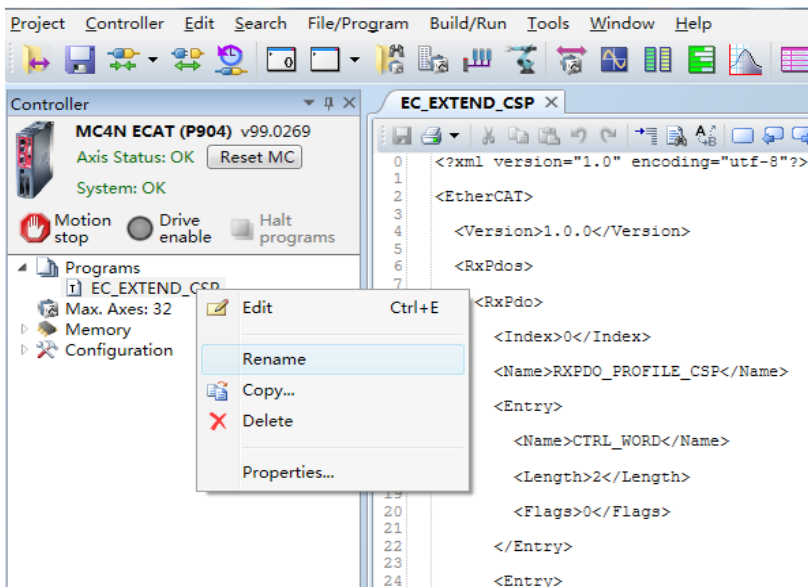 Project Controller Edit Search File/Program Build/Run Tools Window Help
Controller
MC4N ECAT (P904) v99.0269
Axis Status: OK Reset MC
System: OK
Motion stop
Drive enable
Halt programs
Programs
EC_EXTEND_CSP
Max. Axes: 32
Memory
Configuration
Edit Ctrl+E
Rename
Copy...
Delete
Properties...
EC_EXTEND_CSP
0 <?xml version="1.0" encoding="utf-8"?>
1
2 <EtherCAT>
3
4 <Version>1.0.0</Version>
5
6 <RxPdos>
7
<RxPdo>
<Index>0</Index>
<Name>RXPDO_PROFILE_CSP</Name>
<Entry>
<Name>CTRL_WORD</Name>
<Length>2</Length>
19
20 <Flags>0</Flags>
21
22 </Entry>
23
24 <Entry>